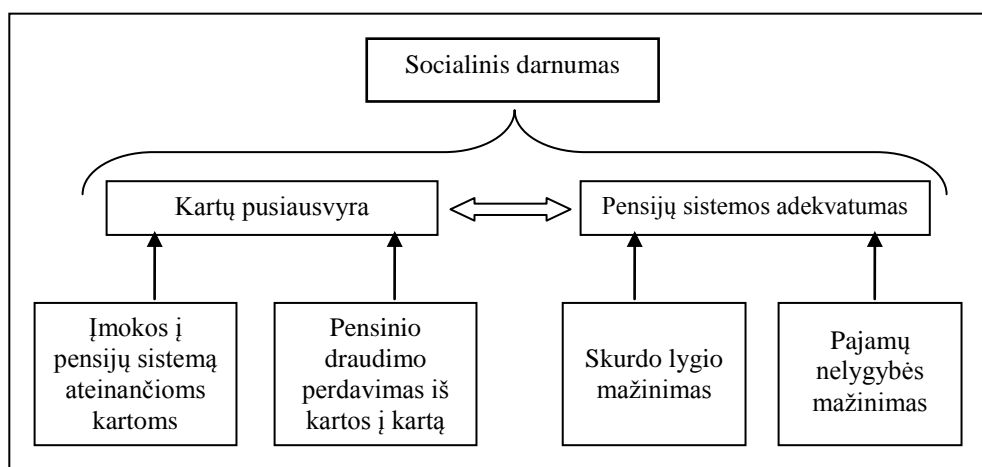 Socialinis darnumas
Kartų pusiausvyra
Pensijų sistemos adekvatumas
Įmokos į
pensijų sistemą
ateinančioms
kartoms
Pensinio
draudimo
perdavimas iš
kartos į kartą
Skurdo lygio
mažinimas
Pajamų
nelygybės
mažinimas